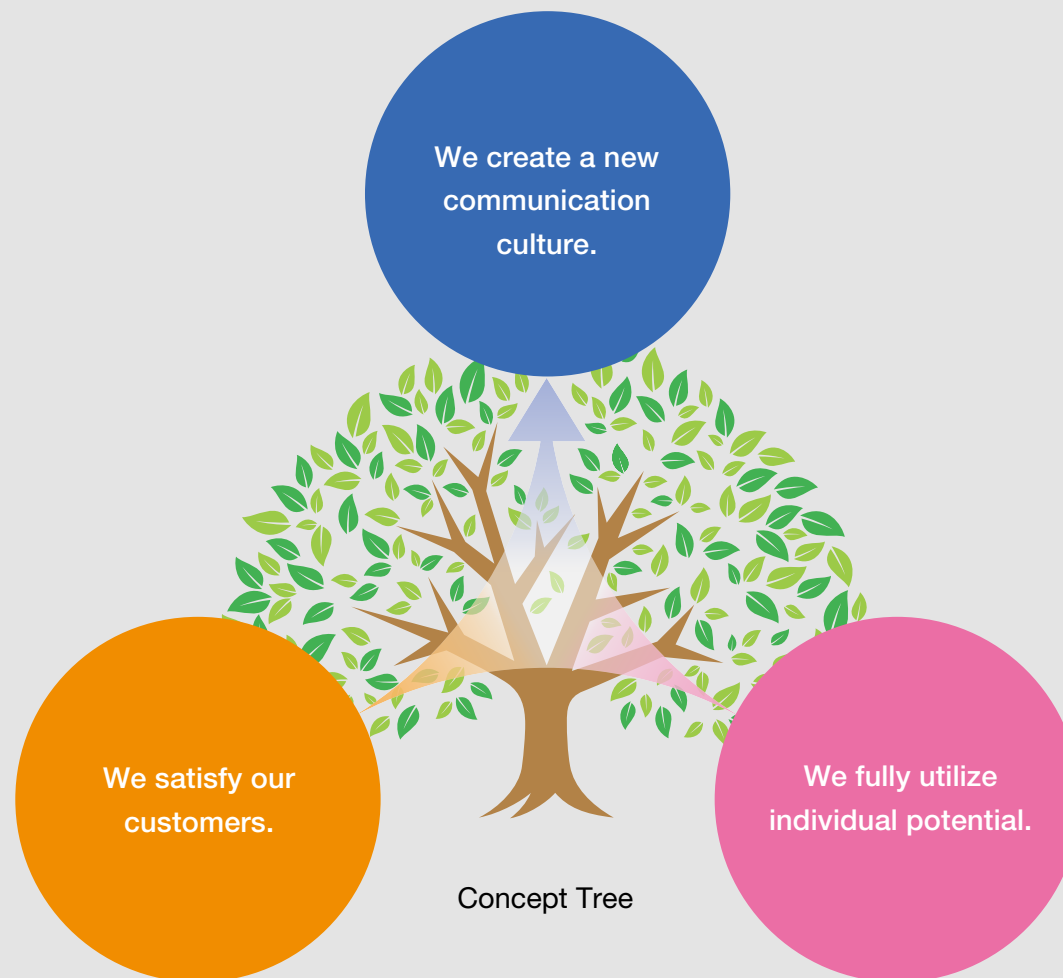 We create a new
communication
culture.
We satisfy our
customers.
We fully utilize
individual potential.
Concept Tree